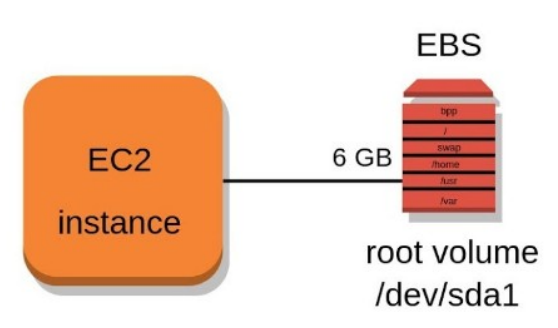 EBS
EC2
instance
6 GB
/
swap
/home
/usr
/var
root volume
/dev/sda1